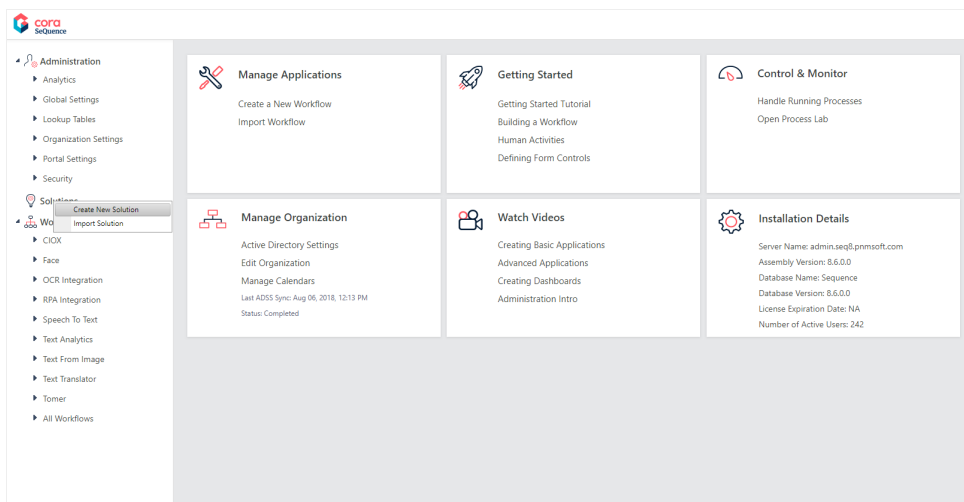 cora
SeQuence
Administration
Analytics
Global Settings
Lookup Tables
Organization Settings
Portal Settings
Security
Solutions
Create New Solution
Import Solution
Wo
CIOX
Face
OCR Integration
RPA Integration
Speech To Text
Text Analytics
Text From Image
Text Translator
Tomer
All Workflows
Manage Applications
Create a New Workflow
Import Workflow
Getting Started
Getting Started Tutorial
Building a Workflow
Human Activities
Defining Form Controls
Control & Monitor
Handle Running Processes
Open Process Lab
Manage Organization
Active Directory Settings
Edit Organization
Manage Calendars
Last ADSS Sync: Aug 06, 2018, 12:13 PM
Status: Completed
Watch Videos
Creating Basic Applications
Advanced Applications
Creating Dashboards
Administration Intro
Installation Details
Server Name: admin.seq8.pnmsoft.com
Assembly Version: 8.6.0.0
Database Name: Sequence
Database Version: 8.6.0.0
License Expiration Date: NA
Number of Active Users: 242